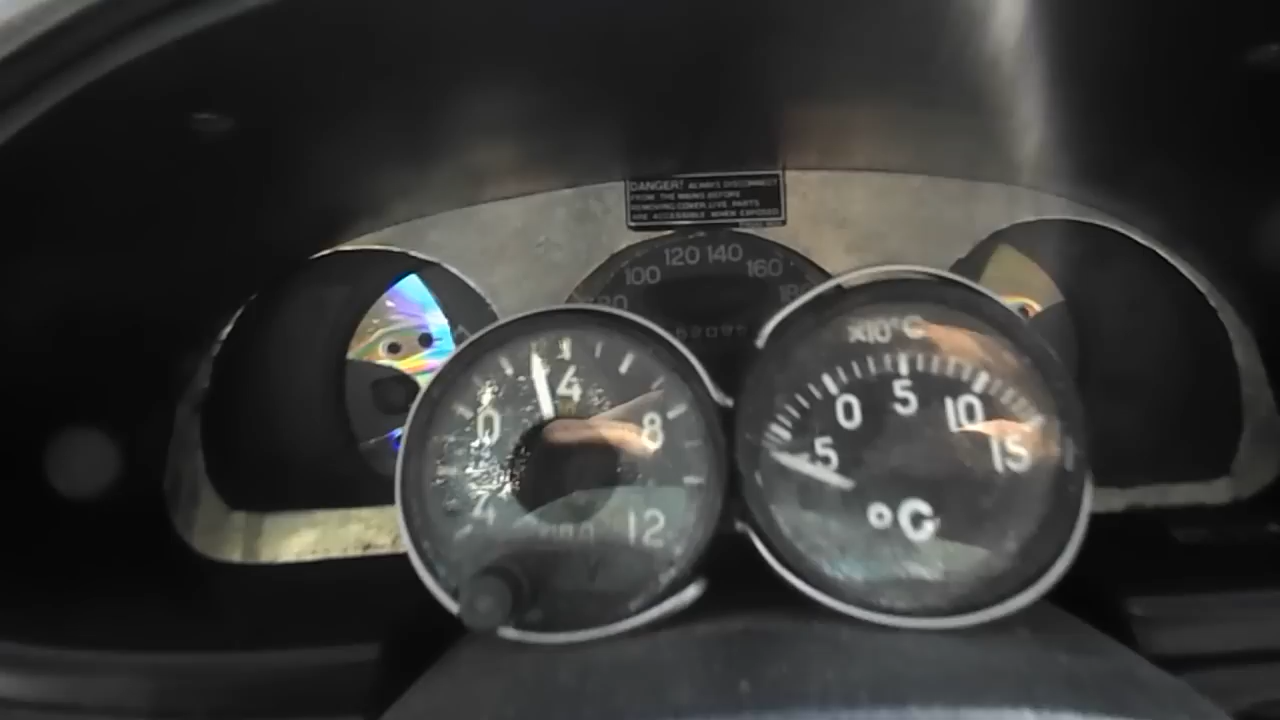 DANGER! ALWAYS DISCONNECT
FROM THE MAINS BEFORE
REMOVING COVER.LIVE PARTS
ARE ACCESSIBLE WHEN EXPOSED
100 120 140 160
x10°C
0 4 8 12
-5 0 5 10 15
°C